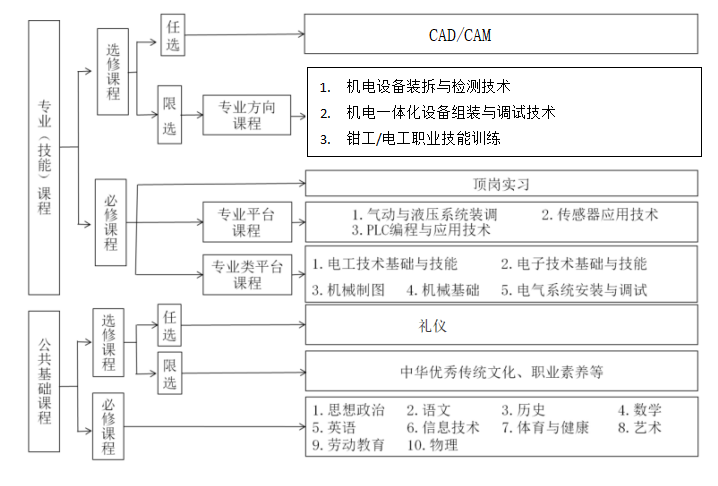 专业（技能）课程
选修课程
任选
CAD/CAM
限选
专业方向
课程
1. 机电设备装拆与检测技术
2. 机电一体化设备组装与调试技术
3. 钳工/电工职业技能训练
必修课程
顶岗实习
专业平台
课程
1.气动与液压系统装调 2.传感器应用技术
3.PLC编程与应用技术
专业类平台
课程
1.电工技术基础与技能 2.电子技术基础与技能
3.机械制图 4.机械基础 5.电气系统安装与调试
公共基础课程
选修课程
任选
礼仪
限选
中华优秀传统文化、职业素养等
必修课程
1.思想政治 2.语文 3.历史 4.数学
5.英语 6.信息技术 7.体育与健康 8.艺术
9.劳动教育 10.物理